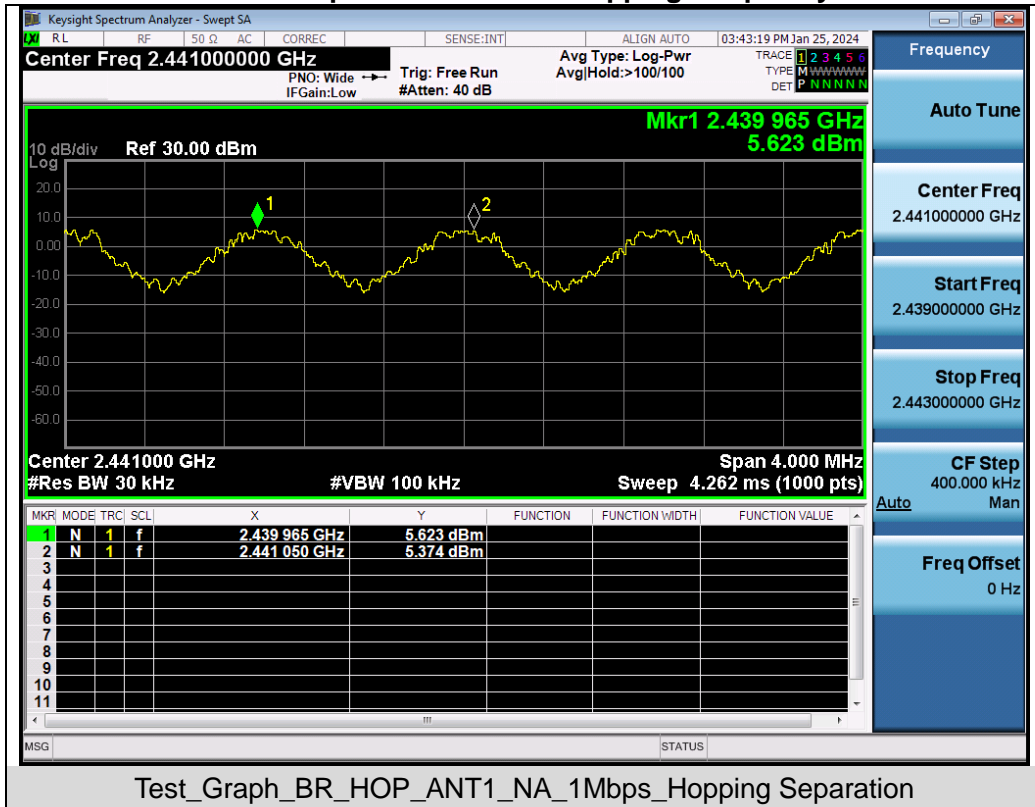 Keysight Spectrum Analyzer - Swept SA
LXI RL RF 50 Ω AC CORREC SENSE:INT ALIGN AUTO 03:43:19 PM Jan 25, 2024
Center Freq 2.441000000 GHz
PNO: Wide
IFGain:Low
Trig: Free Run
#Atten: 40 dB
Avg Type: Log-Pwr
Avg|Hold:>100/100
TRACE 1 2 3 4 5 6
TYPE M WWWWW
DET P N N N N N
Mkr1 2.439 965 GHz
5.623 dBm
10 dB/div Ref 30.00 dBm
Log
20.0
10.0
0.00
-10.0
-20.0
-30.0
-40.0
-50.0
-60.0
1
2
Center 2.441000 GHz Span 4.000 MHz
#Res BW 30 kHz #VBW 100 kHz Sweep 4.262 ms (1000 pts)
MKR MODE TRC SCL X Y FUNCTION FUNCTION WIDTH FUNCTION VALUE
1 N 1 f 2.439 965 GHz 5.623 dBm
2 N 1 f 2.441 050 GHz 5.374 dBm
3
4
5
6
7
8
9
10
11
MSG STATUS
Frequency
Auto Tune
Center Freq
2.441000000 GHz
Start Freq
2.439000000 GHz
Stop Freq
2.443000000 GHz
CF Step
400.000 kHz
Auto Man
Freq Offset
0 Hz
Test_Graph_BR_HOP_ANT1_NA_1Mbps_Hopping Separation